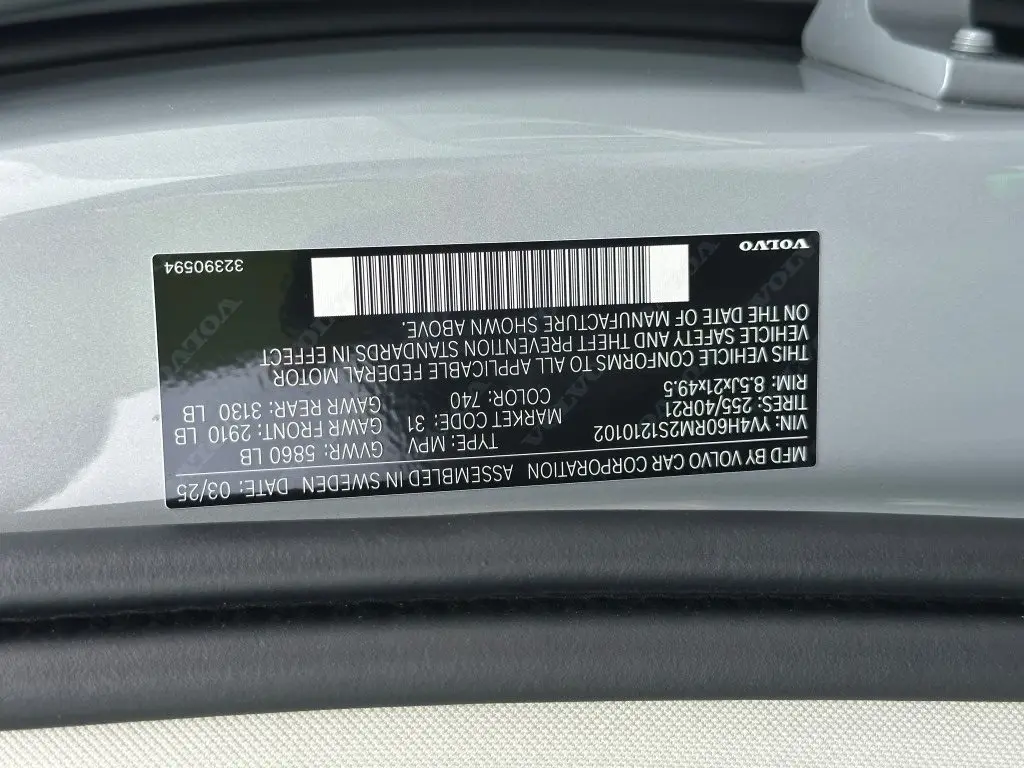 MFD BY VOLVO CAR CORPORATION ASSEMBLED IN SWEDEN DATE: 03/25
VIN: YV4H60RM2S1210102 TYPE: MPV GVWR: 5860 LB
TIRES: 255/40R21 MARKET CODE: 31 GAWR FRONT: 2910 LB
RIM: 8.5Jx21x49.5 COLOR: 740 GAWR REAR: 3130 LB
THIS VEHICLE CONFORMS TO ALL APPLICABLE FEDERAL MOTOR
VEHICLE SAFETY AND THEFT PREVENTION STANDARDS IN EFFECT
ON THE DATE OF MANUFACTURE SHOWN ABOVE.
VOLVO 32390594